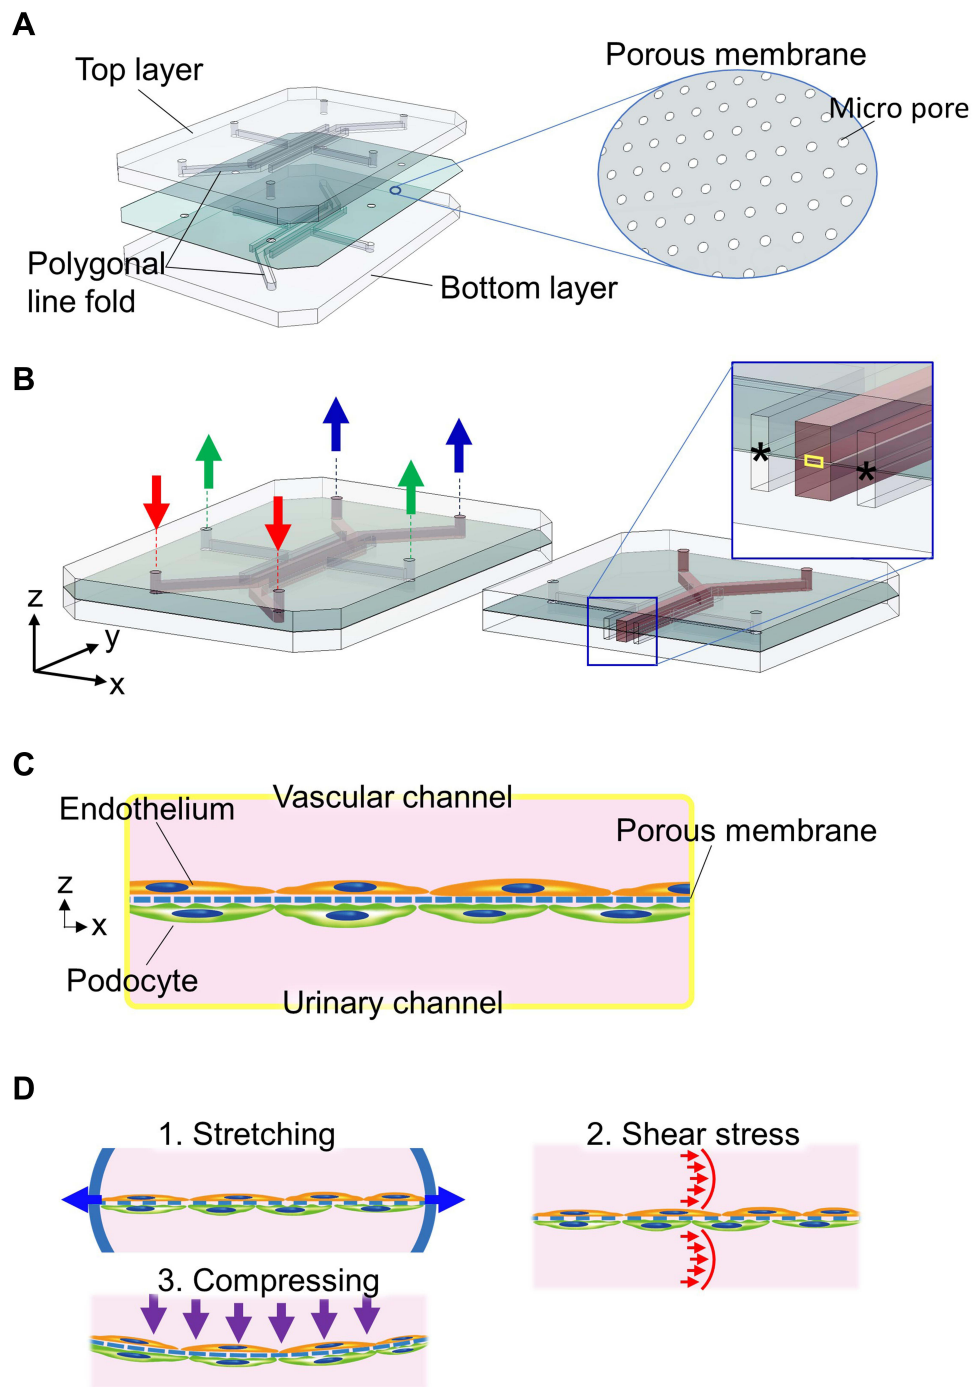 A
Top layer
Porous membrane
Micro pore
Polygonal
line fold
Bottom layer
B
*
*
z
y
x
C
Vascular channel
Endothelium
Porous membrane
z
x
Podocyte
Urinary channel
D
1. Stretching
2. Shear stress
3. Compressing